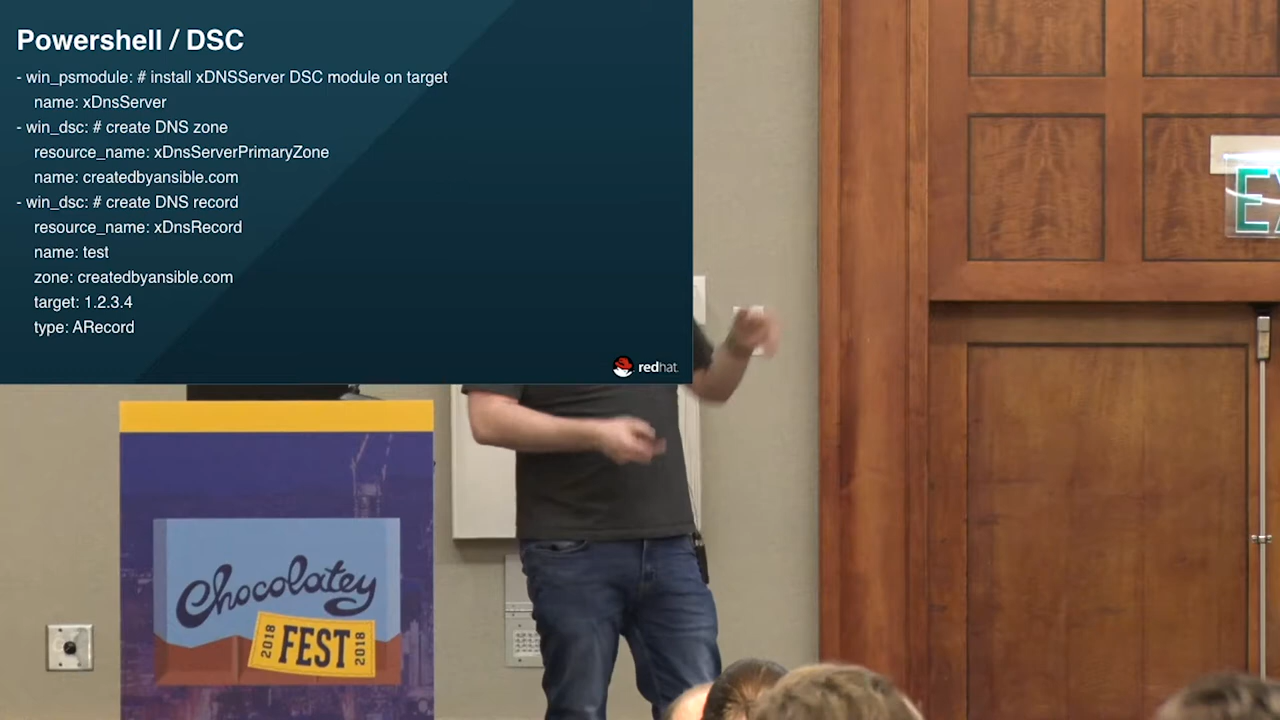 Powershell / DSC
- win_psmodule: # install xDNSServer DSC module on target
name: xDnsServer
- win_dsc: # create DNS zone
resource_name: xDnsServerPrimaryZone
name: createdbyansible.com
- win_dsc: # create DNS record
resource_name: xDnsRecord
name: test
zone: createdbyansible.com
target: 1.2.3.4
type: ARecord
redhat.
Chocolatey
2018 FEST 2018